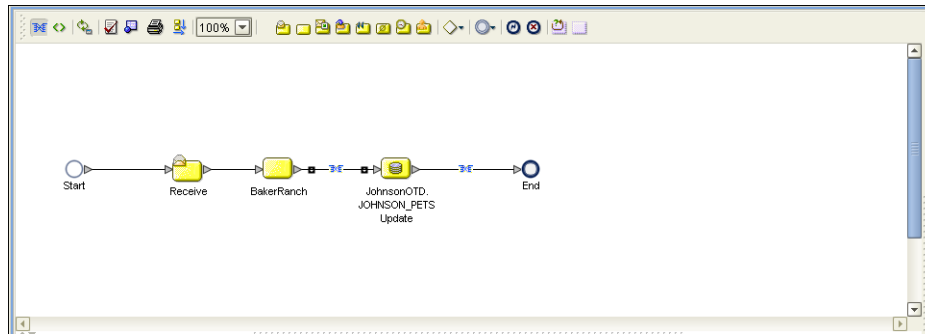 100%
Start
Receive
BakerRanch
JohnsonOTD.
JOHNSON_PETS
Update
End